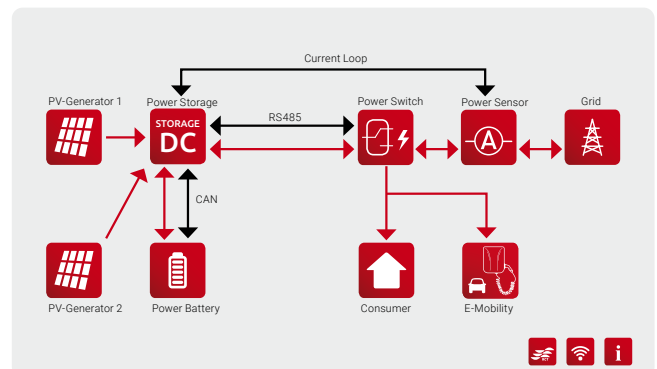 Current Loop
PV-Generator 1
Power Storage
Power Switch
Power Sensor
Grid
STORAGE
DC
RS485
A
CAN
PV-Generator 2
Power Battery
Consumer
E-Mobility
i